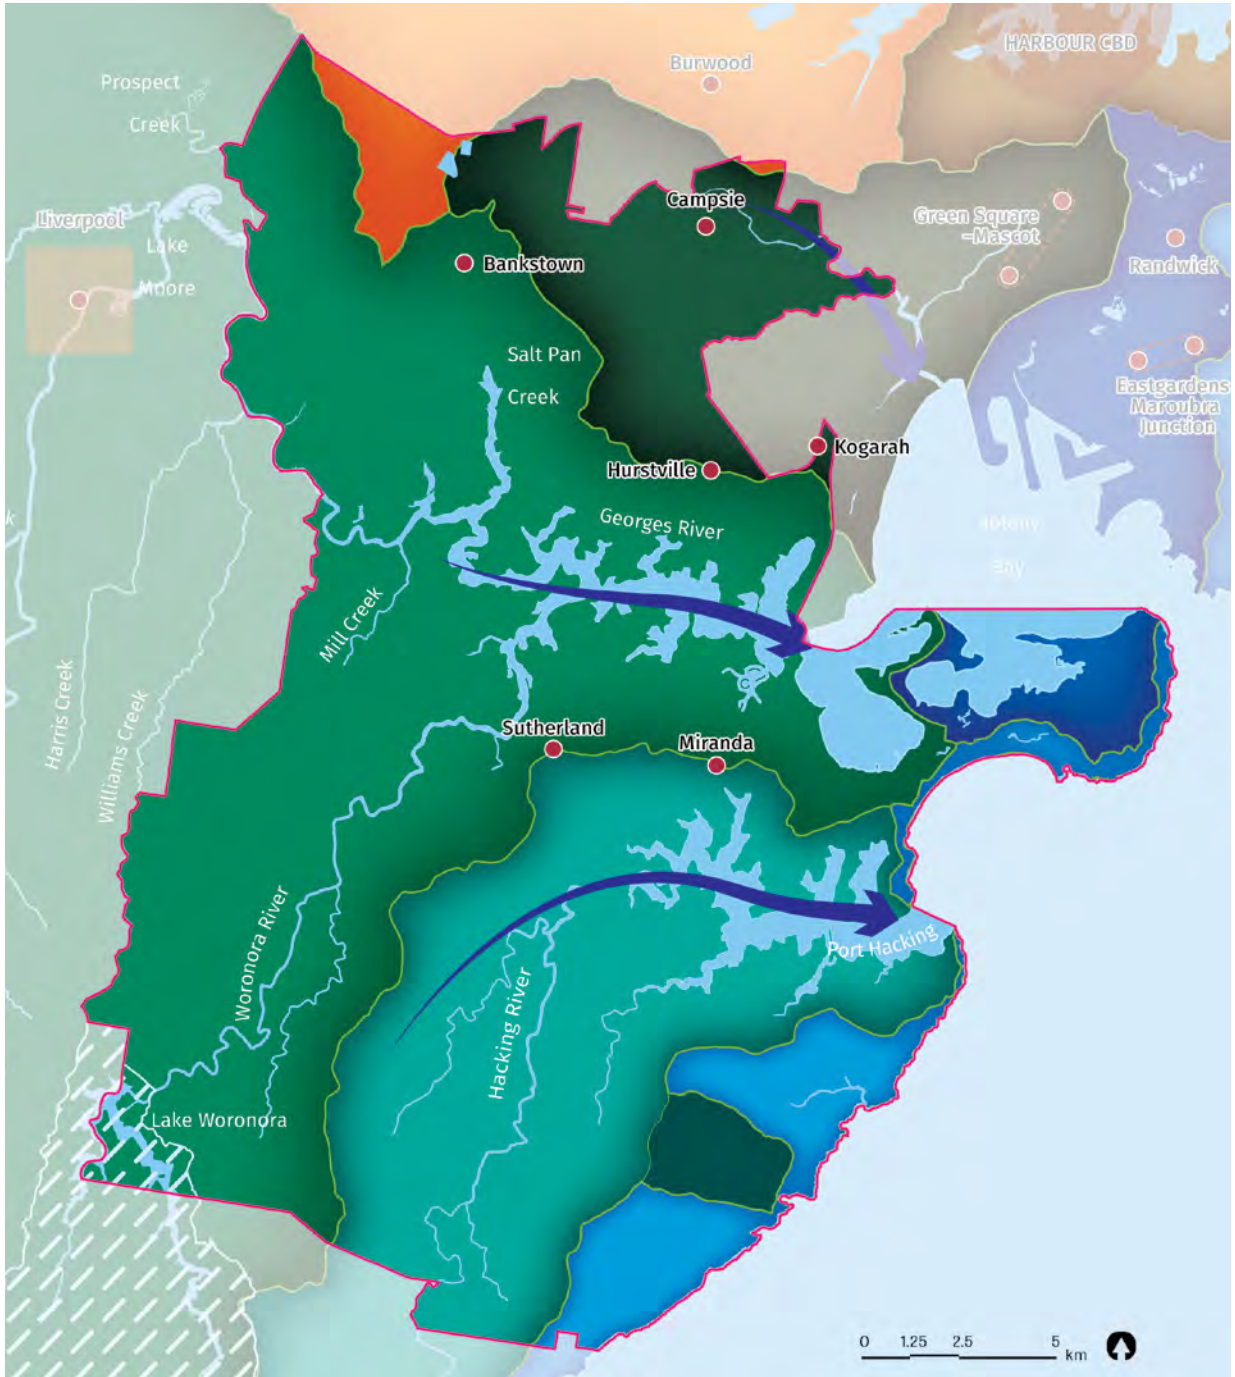 HARBOUR CBD
Burwood
Prospect
Creek
Campsie
Liverpool
Green Square
–Mascot
Lake
Randwick
Bankstown
Moore
Salt Pan
Creek
Eastgardens
Maroubra
Junction
Kogarah
Hurstville
k
Georges River
Botony
Bay
Mill Creek
Harris Creek
Williams Creek
Sutherland
Miranda
Woronora River
Port Hacking
Hacking River
Lake Woronora
0 1.25 2.5 5
km